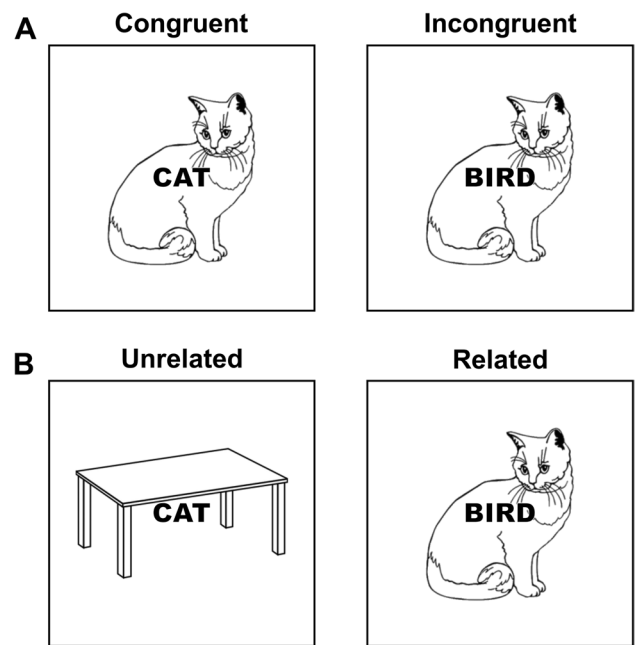 A
Congruent
Incongruent
CAT
BIRD
B
Unrelated
Related
CAT
BIRD